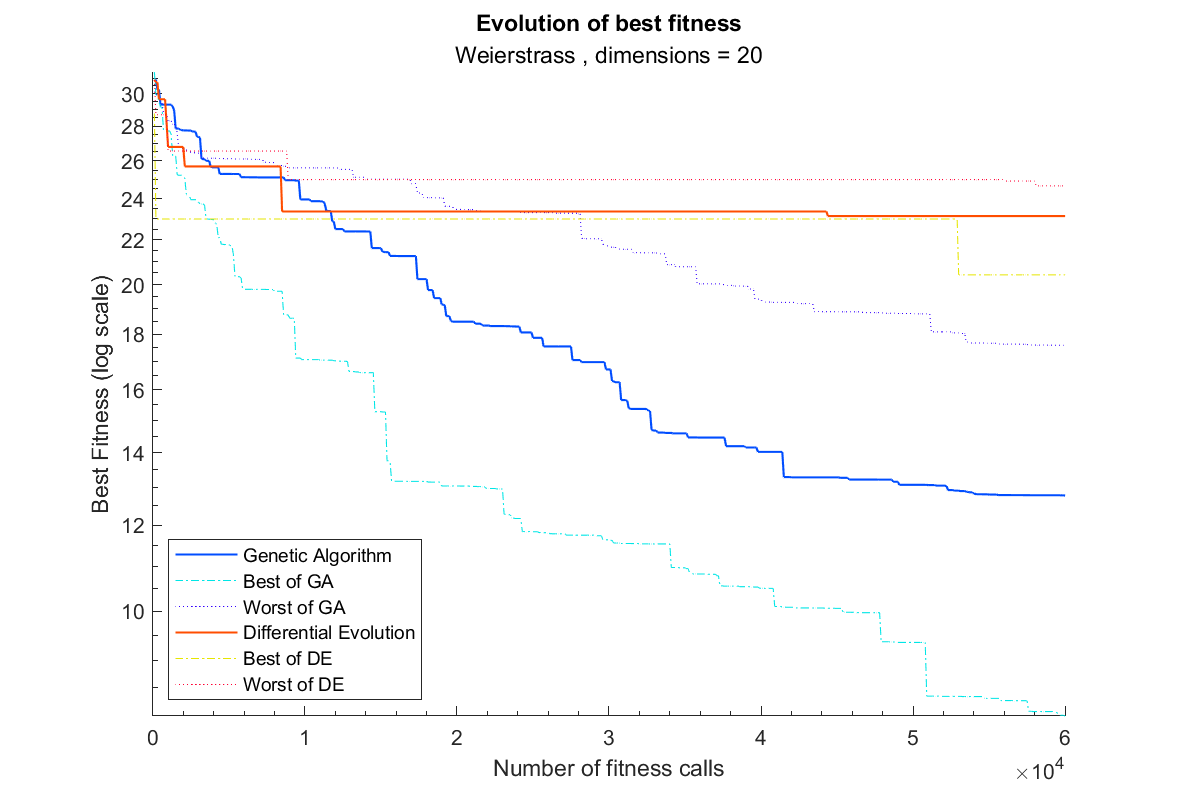 Evolution of best fitness
Weierstrass , dimensions = 20
Best Fitness (log scale)
30
28
26
24
22
20
18
16
14
12
10
Genetic Algorithm
Best of GA
Worst of GA
Differential Evolution
Best of DE
Worst of DE
0 1 2 3 4 5 6
Number of fitness calls
×10⁴